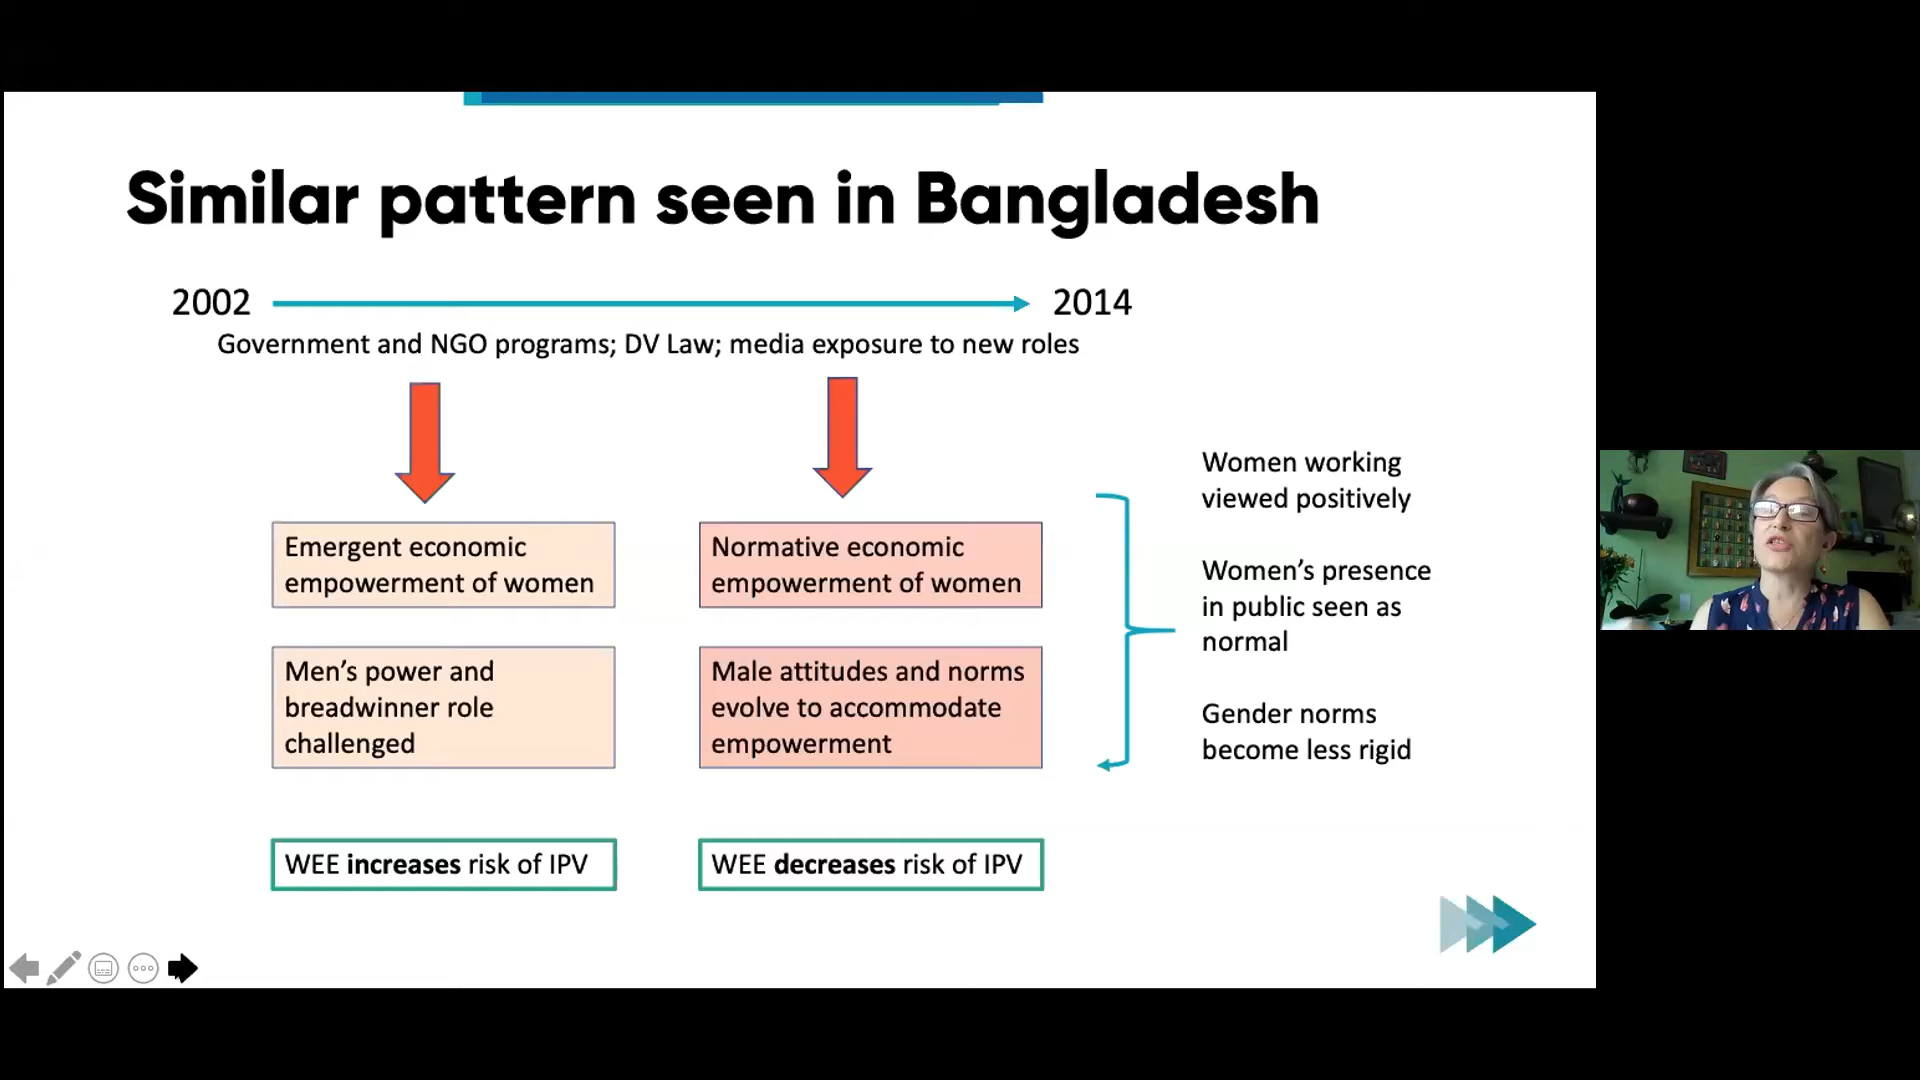 Similar pattern seen in Bangladesh
2002
2014
Government and NGO programs; DV Law; media exposure to new roles
Emergent economic
empowerment of women
Normative economic
empowerment of women
Men’s power and
breadwinner role
challenged
Male attitudes and norms
evolve to accommodate
empowerment
Women working
viewed positively
Women’s presence
in public seen as
normal
Gender norms
become less rigid
WEE increases risk of IPV
WEE decreases risk of IPV